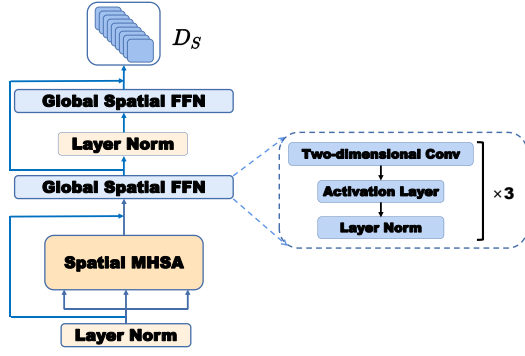 D_S
Global Spatial FFN
Layer Norm
Global Spatial FFN
Spatial MHSA
Layer Norm
Two-dimensional Conv
Activation Layer
Layer Norm
×3